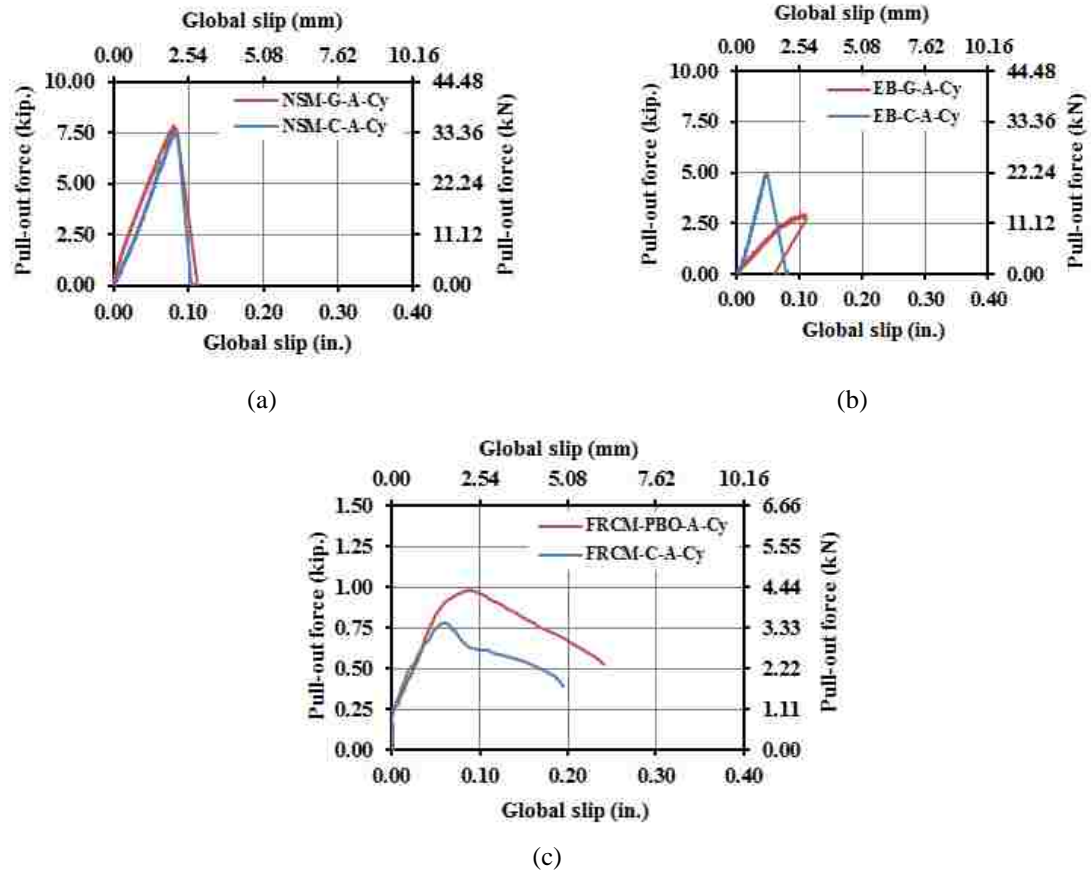 Global slip (mm)
0.00 2.54 5.08 7.62 10.16
10.00 44.48
7.50 33.36
5.00 22.24
2.50 11.12
0.00 0.00
Pull-out force (kip.)
Pull-out force (kN)
NSM-G-A-Cy
NSM-C-A-Cy
0.00 0.10 0.20 0.30 0.40
Global slip (in.)
(a)
Global slip (mm)
0.00 2.54 5.08 7.62 10.16
10.00 44.48
7.50 33.36
5.00 22.24
2.50 11.12
0.00 0.00
Pull-out force (kip.)
Pull-out force (kN)
EB-G-A-Cy
EB-C-A-Cy
0.00 0.10 0.20 0.30 0.40
Global slip (in.)
(b)
Global slip (mm)
0.00 2.54 5.08 7.62 10.16
1.50 6.66
1.25 5.55
1.00 4.44
0.75 3.33
0.50 2.22
0.25 1.11
0.00 0.00
Pull-out force (kip.)
Pull-out force (kN)
FRCM-PBO-A-Cy
FRCM-C-A-Cy
0.00 0.10 0.20 0.30 0.40
Global slip (in.)
(c)